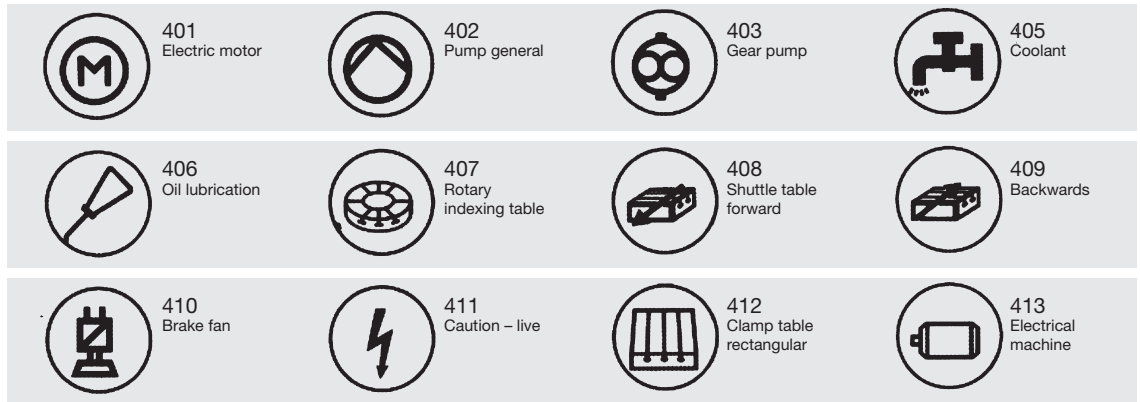 401
Electric motor
402
Pump general
403
Gear pump
405
Coolant
406
Oil lubrication
407
Rotary
indexing table
408
Shuttle table
forward
409
Backwards
410
Brake fan
411
Caution – live
412
Clamp table
rectangular
413
Electrical
machine
M